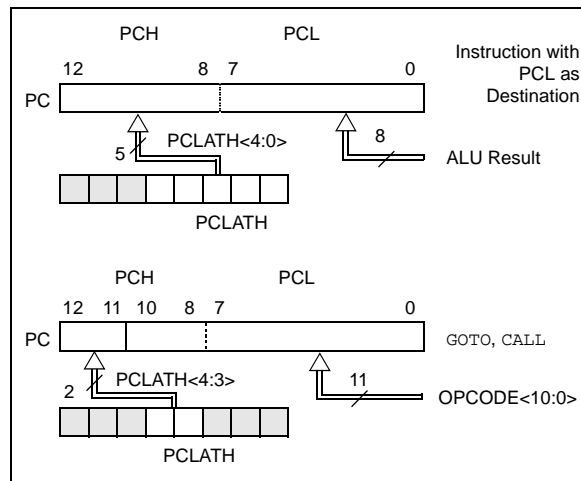 PCH PCL
12 8 7 0
Instruction with
PCL as
Destination
PC
5 PCLATH<4:0> 8
ALU Result
PCLATH
PCH PCL
12 11 10 8 7 0
PC GOTO, CALL
2 PCLATH<4:3> 11
OPCODE<10:0>
PCLATH